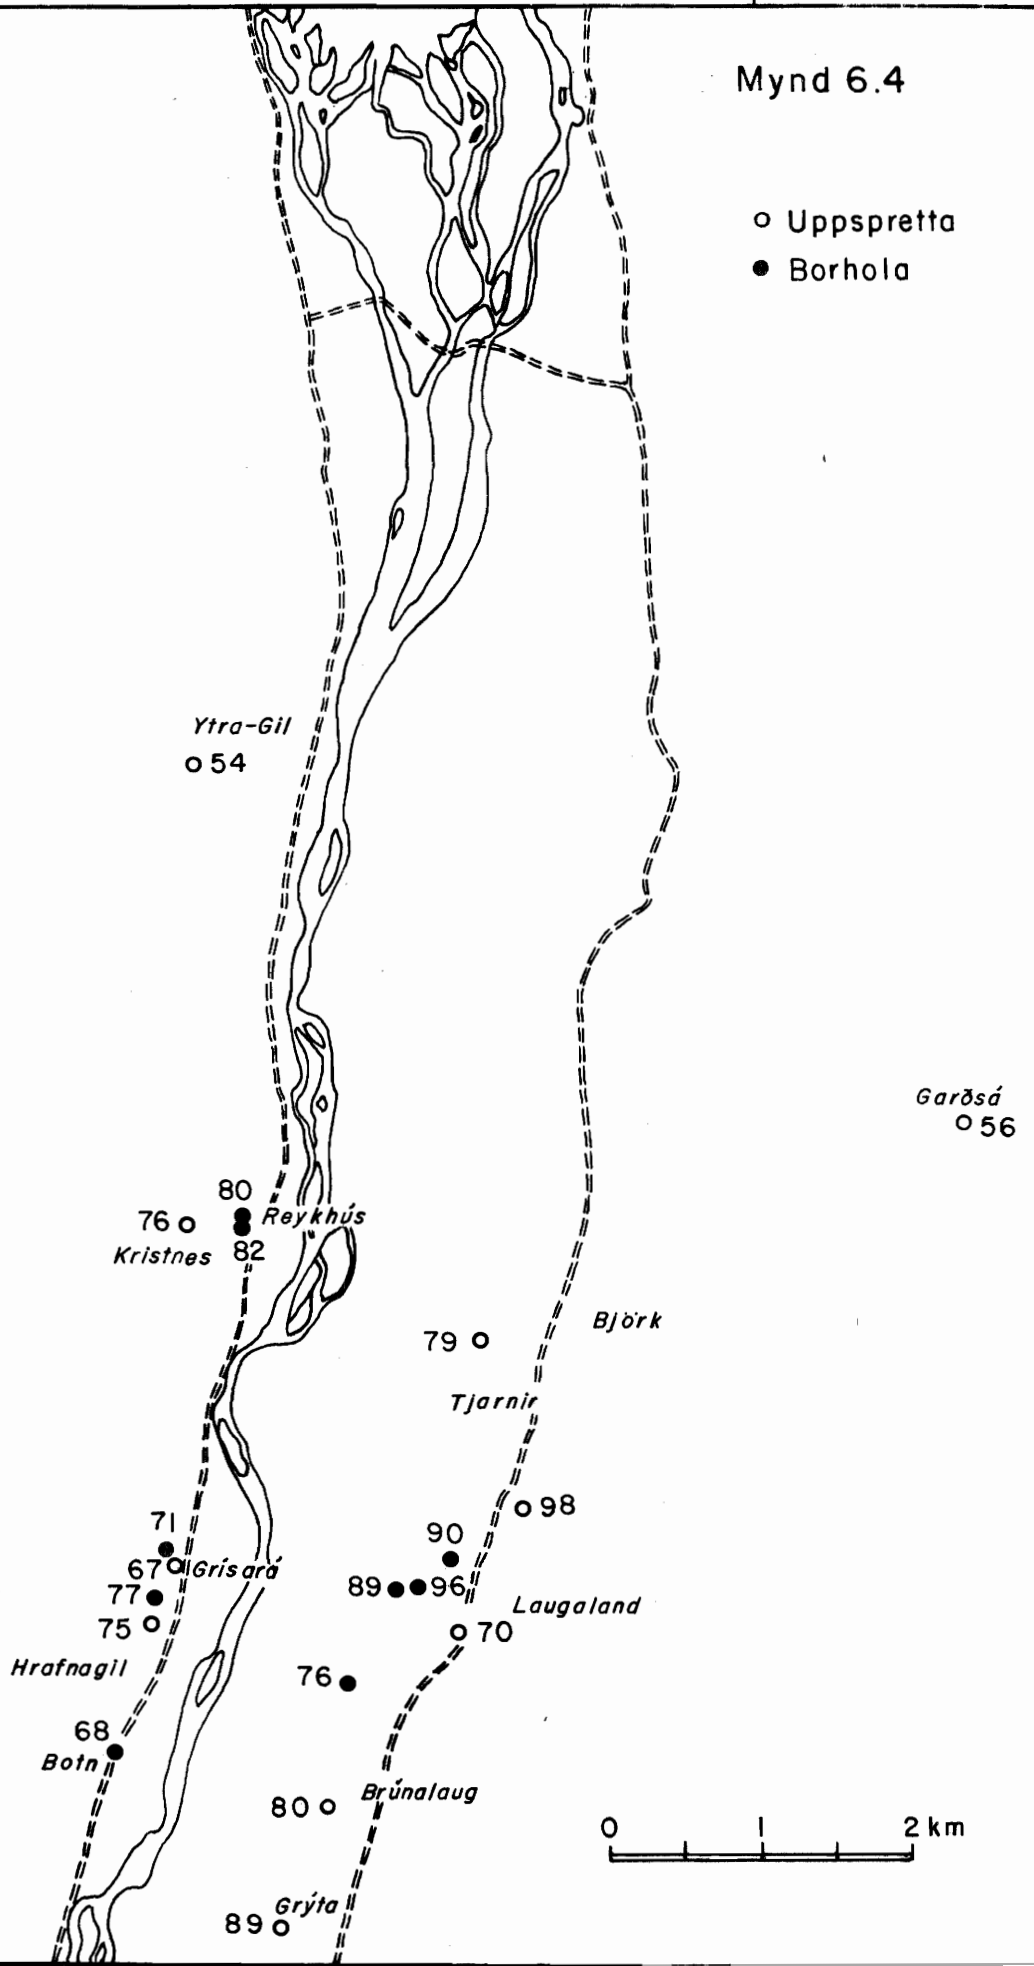 Mynd 6.4
Uppspretta
Borhola
Ytra-Gil
54
Garðsá
56
80
76
Reykhús
Kristnes
82
Björk
79
Tjarnir
98
71
90
67
Grísará
77
89
96
75
Laugaland
70
Hrafnagil
76
68
Botn
Brúnalaug
80
0 1 2 km
Grýta
89